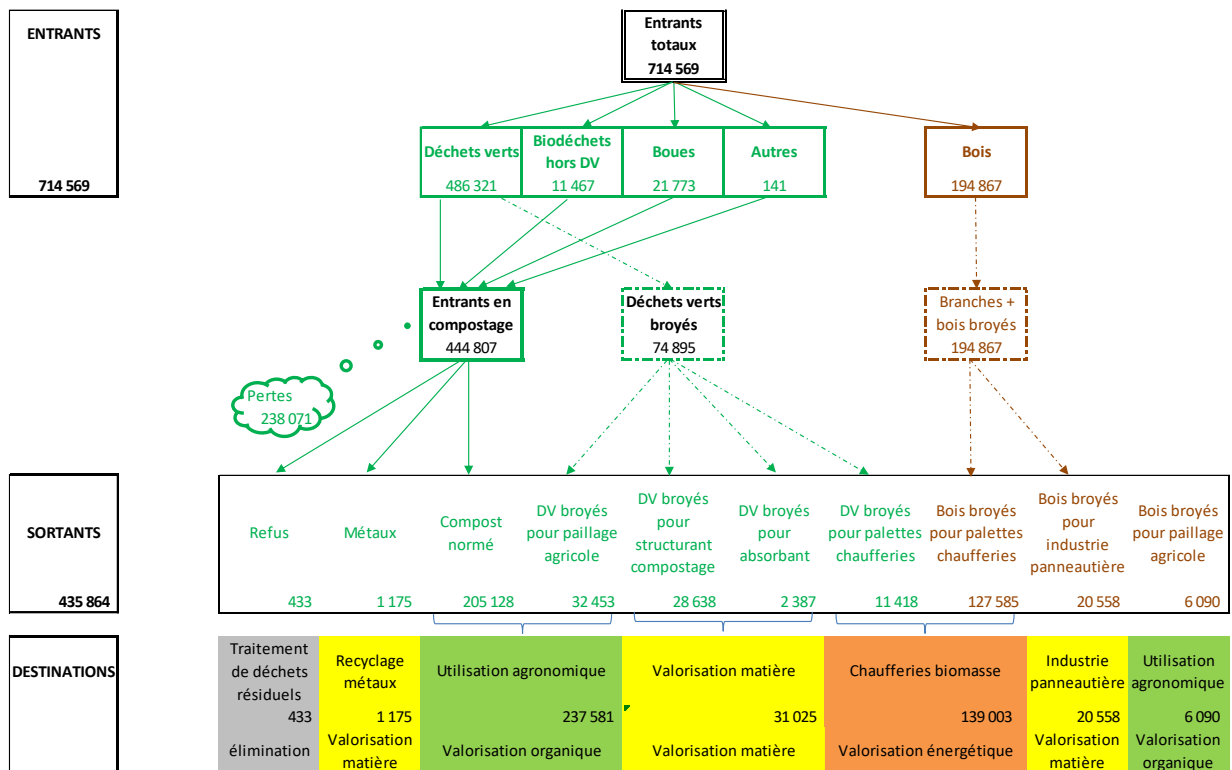 ENTRANTS
714 569
Entrants
totaux
714 569
Déchets verts
486 321
Biodéchets
hors DV
11 467
Boues
21 773
Autres
141
Bois
194 867
Entrants en
compostage
444 807
Déchets verts
broyés
74 895
Branches +
bois broyés
194 867
Pertes
238 071
SORTANTS
435 864
Refus
433
Métaux
1 175
Compost
normé
205 128
DV broyés
pour paillage
agricole
32 453
DV broyés
pour
structurant
compostage
28 638
DV broyés
pour
absorbant
2 387
DV broyés
pour palettes
chaufferies
11 418
Bois broyés
pour palettes
chaufferies
127 585
Bois broyés
pour
industrie
panneautière
20 558
Bois broyés
pour paillage
agricole
6 090
DESTINATIONS
Traitement
de déchets
résiduels
433
élimination
Recyclage
métaux
1 175
Valorisation
matière
Utilisation agronomique
237 581
Valorisation organique
Valorisation matière
31 025
Valorisation matière
Chaufferies biomasse
139 003
Valorisation énergétique
Industrie
panneautière
20 558
Valorisation
matière
Utilisation
agronomique
6 090
Valorisation
organique